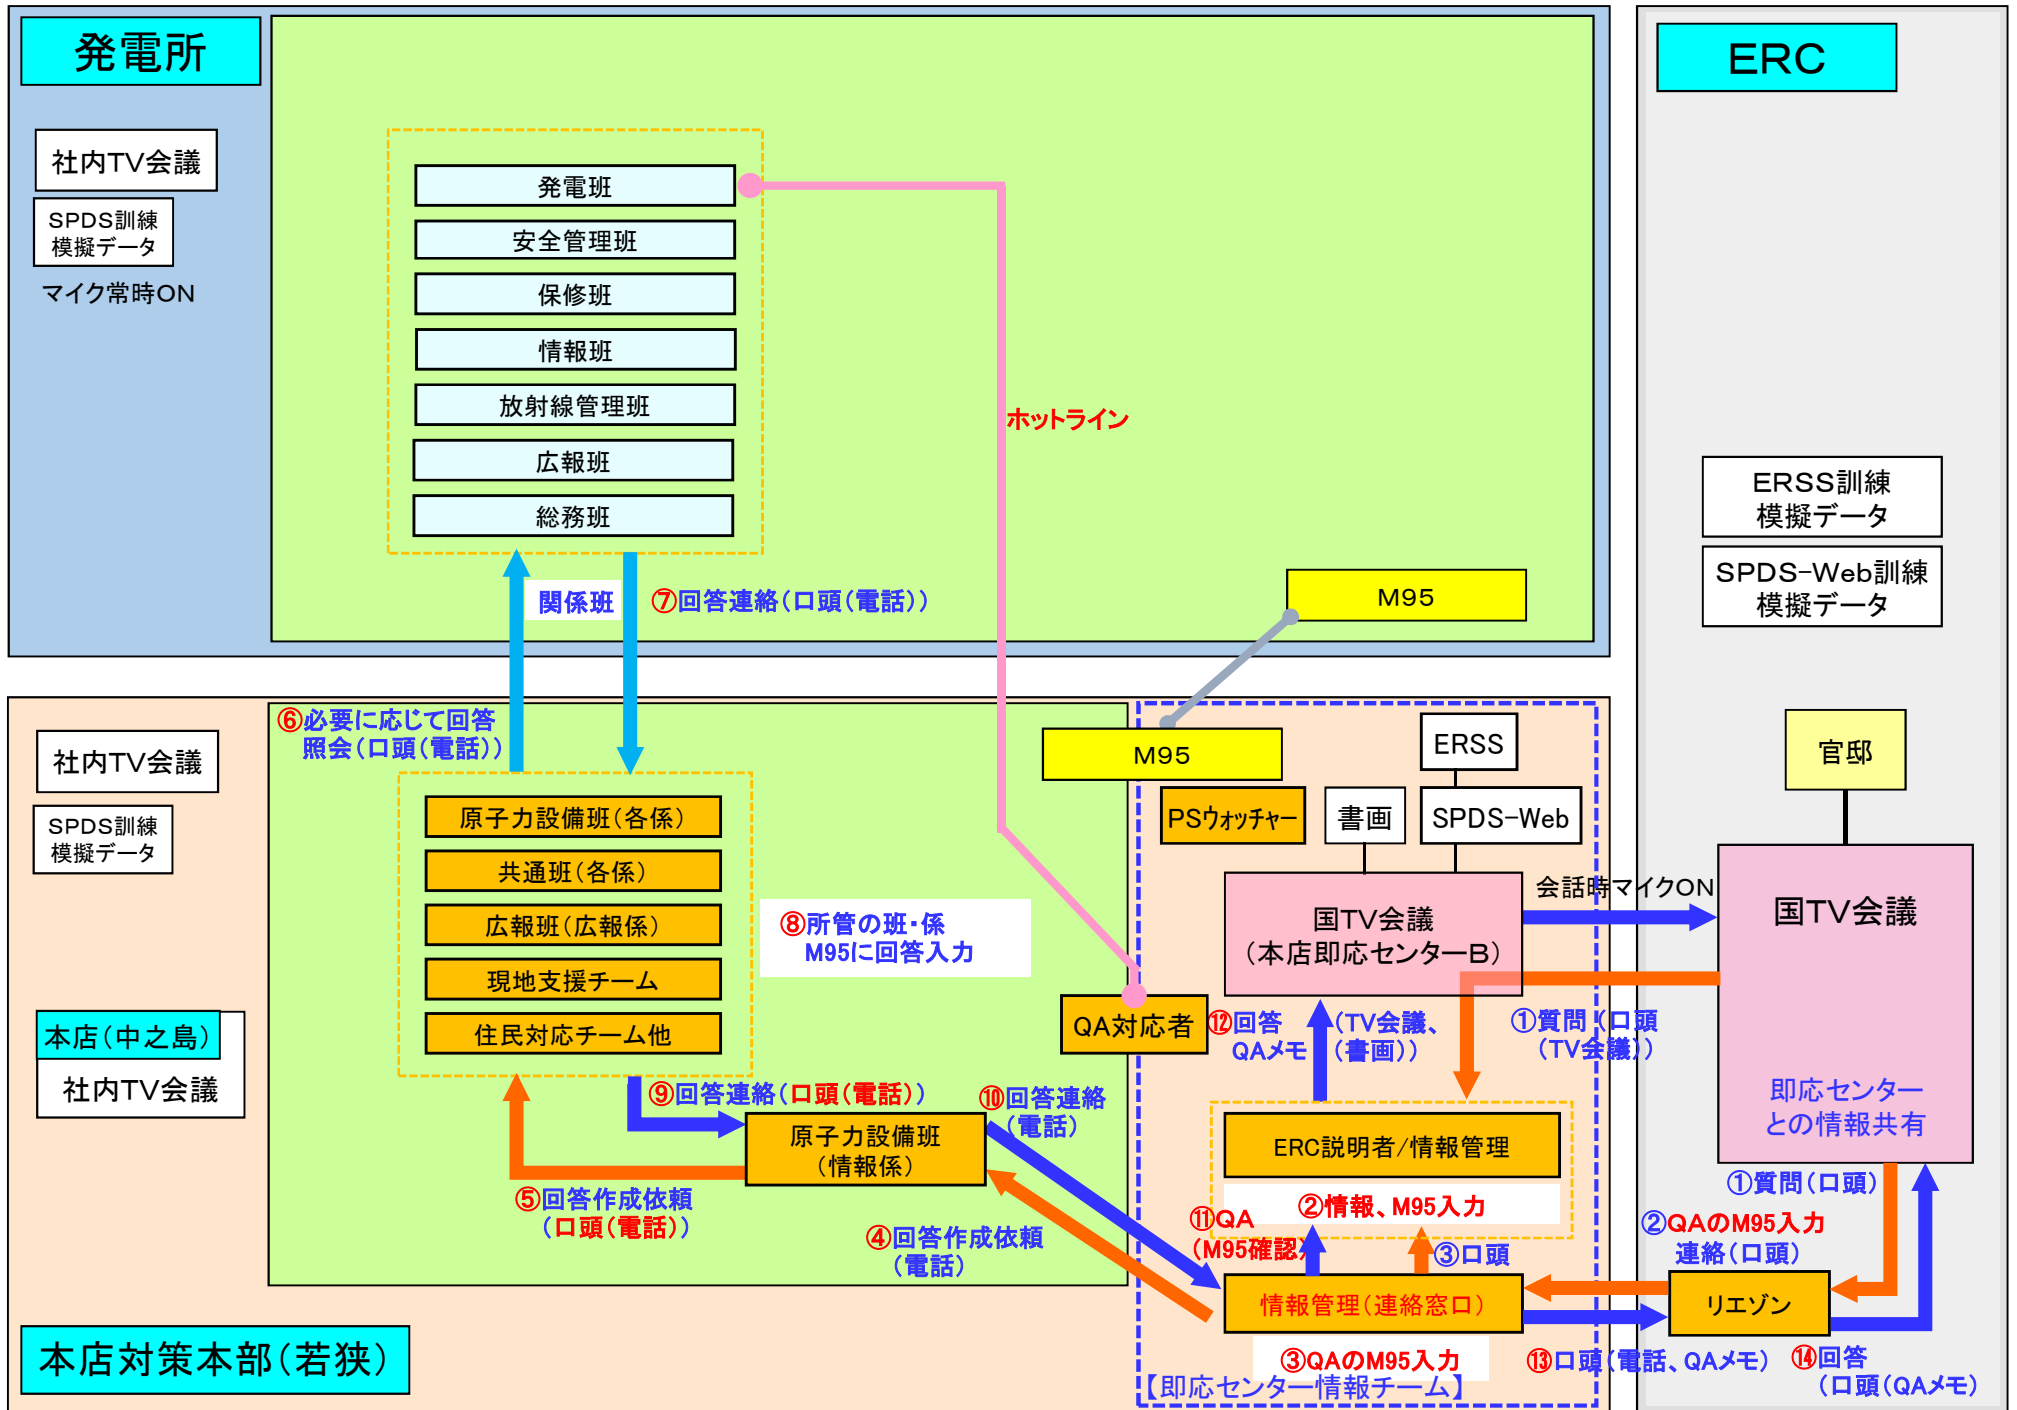 発電所
社内TV会議
SPDS訓練
模擬データ
マイク常時ON
発電班
安全管理班
保修班
情報班
放射線管理班
広報班
総務班
ホットライン
関係班
⑦回答連絡(口頭(電話))
M95
ERC
ERSS訓練
模擬データ
SPDS-Web訓練
模擬データ
官邸
国TV会議
即応センター
との情報共有
①質問(口頭)
②QAのM95入力
連絡(口頭)
リエゾン
⑭回答
(口頭(QAメモ)
社内TV会議
SPDS訓練
模擬データ
本店(中之島)
社内TV会議
本店対策本部(若狭)
⑥必要に応じて回答
照会(口頭(電話))
原子力設備班(各係)
共通班(各係)
広報班(広報係)
現地支援チーム
住民対応チーム他
⑧所管の班・係
M95に回答入力
⑨回答連絡(口頭(電話))
原子力設備班
(情報係)
⑤回答作成依頼
(口頭(電話))
⑩回答連絡
(電話)
④回答作成依頼
(電話)
M95
QA対応者
PSウォッチャー
書画
ERSS
SPDS-Web
国TV会議
(本店即応センターB)
会話時マイクON
⑫回答
QAメモ
(TV会議、
(書画))
①質問(口頭
(TV会議))
ERC説明者/情報管理
②情報、M95入力
⑪QA
(M95確認)
③口頭
情報管理(連絡窓口)
③QAのM95入力
⑬口頭(電話、QAメモ)
【即応センター情報チーム】